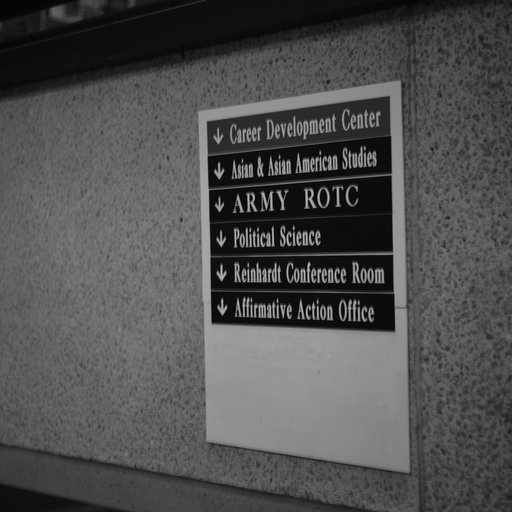 ↓ Career Development Center
↓ Asian & Asian American Studies
↓ ARMY ROTC
↓ Political Science
↓ Reinhardt Conference Room
↓ Affirmative Action Office